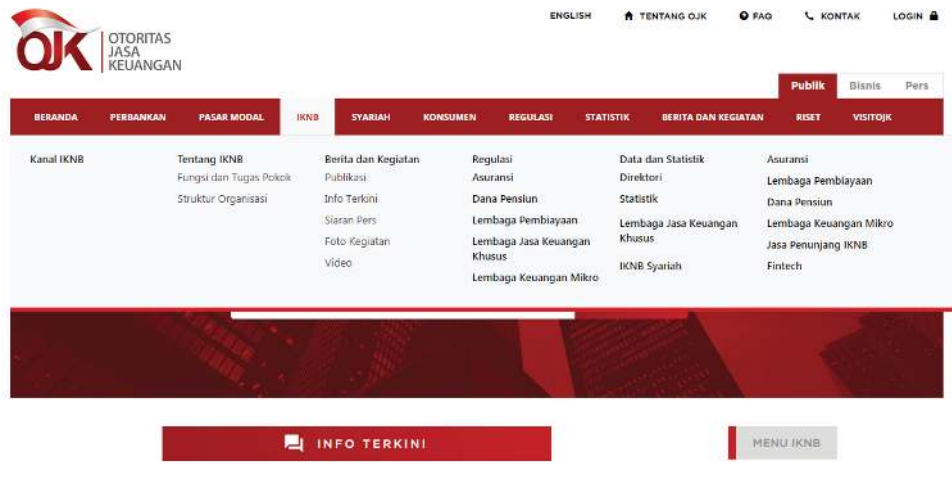 ENGLISH
TENTANG OJK
FAQ
KONTAK
LOGIN
OJK
OTORITAS
JASA
KEUANGAN
Publik
Bisnis
Pers
BERANDA
PERBANKAN
PASAR MODAL
IKNB
SYARIAH
KONSUMEN
REGULASI
STATISTIK
BERITA DAN KEGIATAN
RISET
VISITOJK
Kanal IKNB
Tentang IKNB
Fungsi dan Tugas Pokok
Struktur Organisasi
Berita dan Kegiatan
Publikasi
Info Terkini
Siaran Pers
Foto Kegiatan
Video
Regulasi
Asuransi
Dana Pensiun
Lembaga Pembiayaan
Lembaga Jasa Keuangan
Khusus
Lembaga Keuangan Mikro
Data dan Statistik
Direktori
Statistik
Lembaga Jasa Keuangan
Khusus
IKNB Syariah
Asuransi
Lembaga Pembiayaan
Dana Pensiun
Lembaga Keuangan Mikro
Jasa Penunjang IKNB
Fintech
INFO TERKINI
MENU IKNB